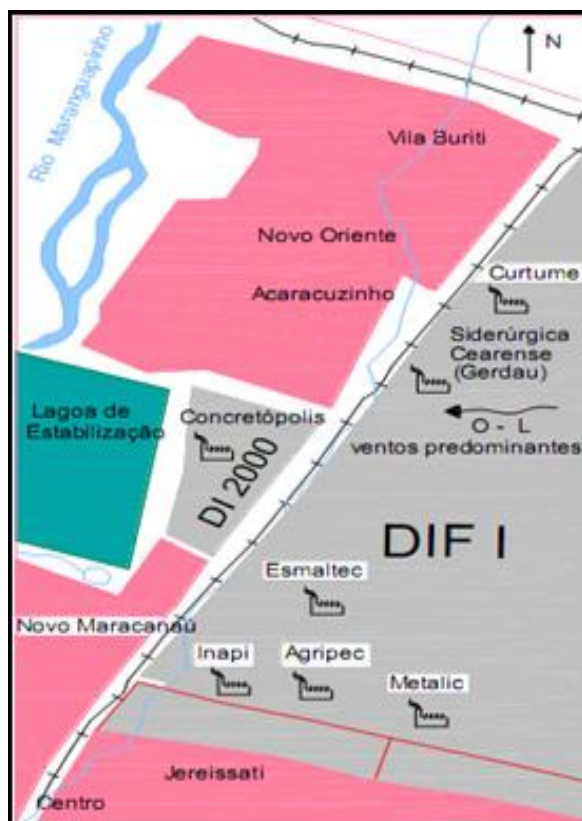 N
Rio Maranguapinho
Vila Buriti
Novo Oriente
Acaracuzinho
Curtume
Siderúrgica
Cearense
(Gerdau)
O - L
ventos predominantes
Lagoa de
Estabilização
Concretópolis
DI 2000
DIF I
Esmaltec
Novo Maracanaú
Inapi
Agripec
Metalic
Jereissati
Centro